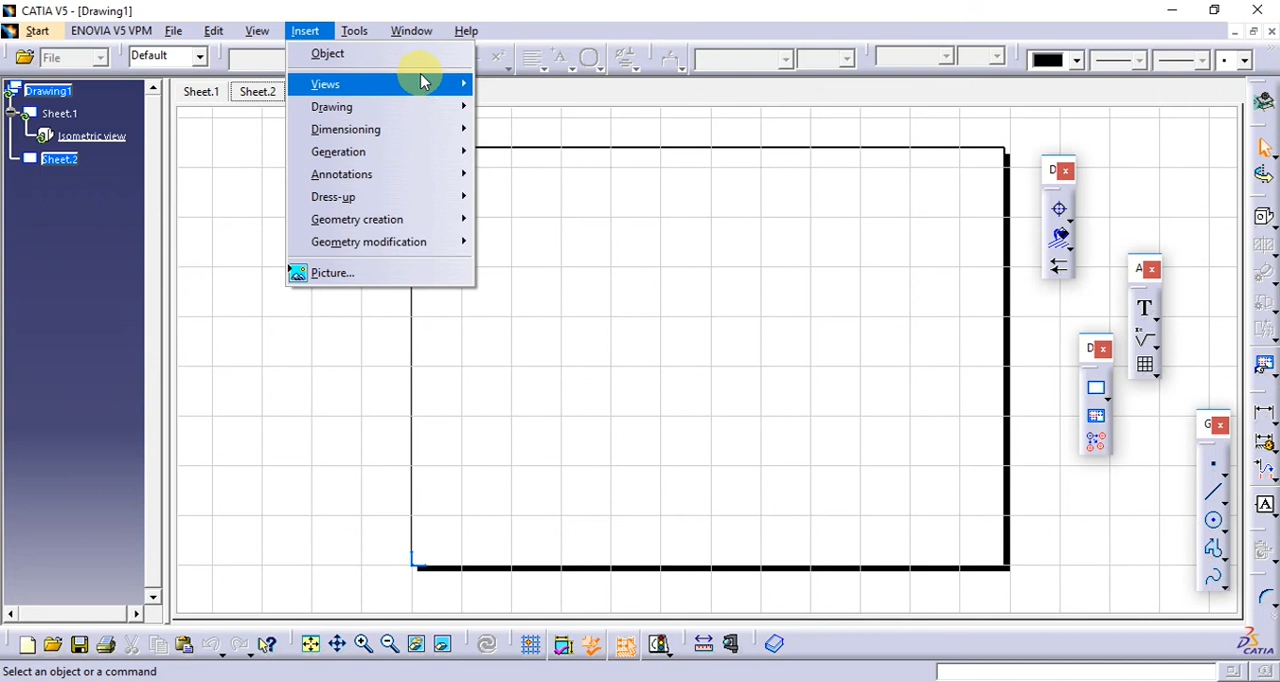 CATIA V5 - [Drawing1]
Start ENOVIA V5 VPM File Edit View Insert Tools Window Help
File Default
Object
Views
Drawing
Dimensioning
Generation
Annotations
Dress-up
Geometry creation
Geometry modification
Picture...
Drawing1
Sheet.1
Isometric view
Sheet.2
Sheet.1 Sheet.2
D
A
T
D
G
A
CATIA
Select an object or a command